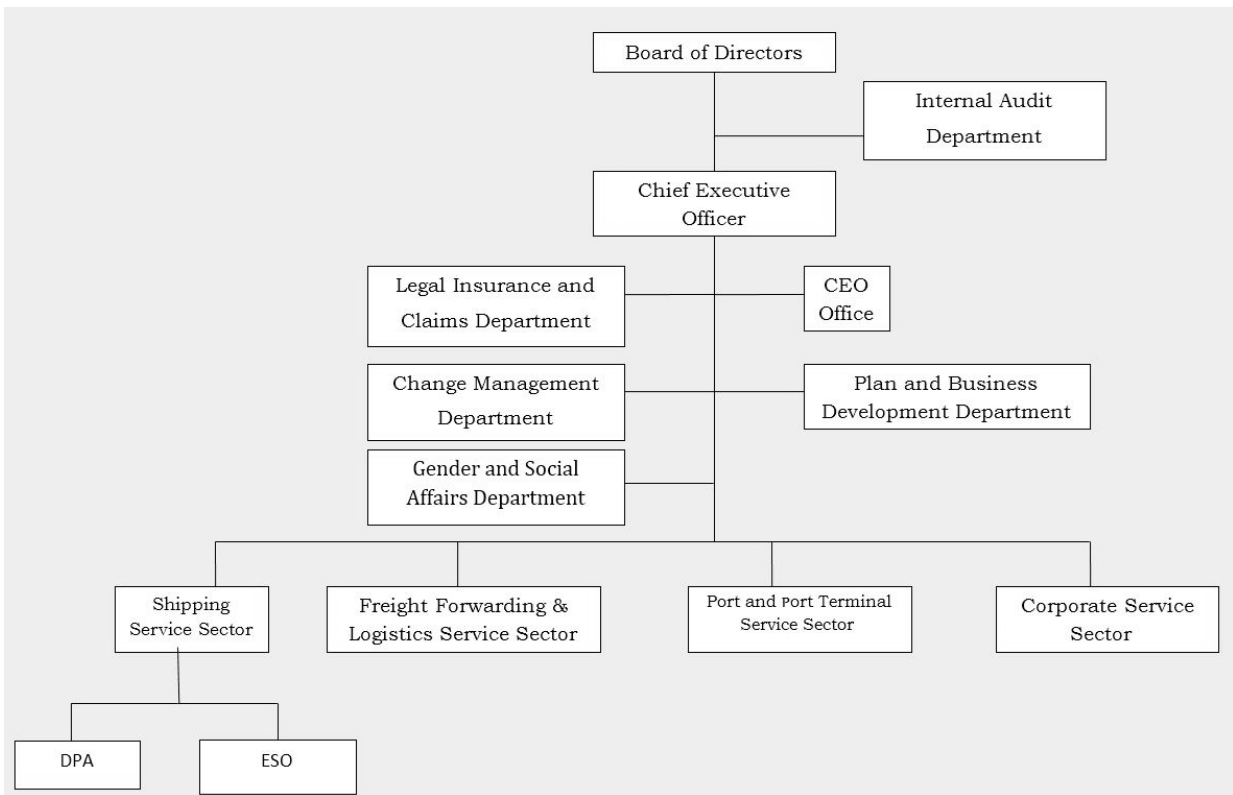 Board of Directors
Internal Audit
Department
Chief Executive
Officer
Legal Insurance and
Claims Department
CEO
Office
Change Management
Department
Plan and Business
Development Department
Gender and Social
Affairs Department
Shipping
Service Sector
Freight Forwarding &
Logistics Service Sector
Port and Port Terminal
Service Sector
Corporate Service
Sector
DPA
ESO